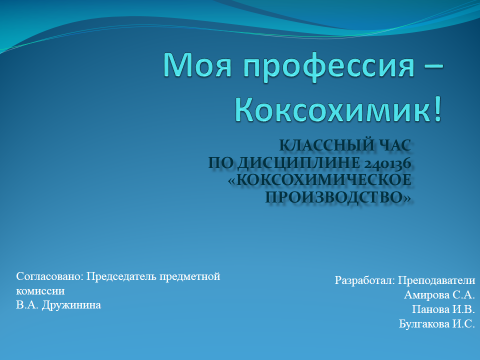 Моя профессия –
Коксохимик!
КЛАССНЫЙ ЧАС
ПО ДИСЦИПЛИНЕ 240136
«КОКСОХИМИЧЕСКОЕ
ПРОИЗВОДСТВО»
Согласовано: Председатель предметной
комиссии
В.А. Дружинина
Разработал: Преподаватели
Амирова С.А.
Панова И.В.
Булгакова И.С.